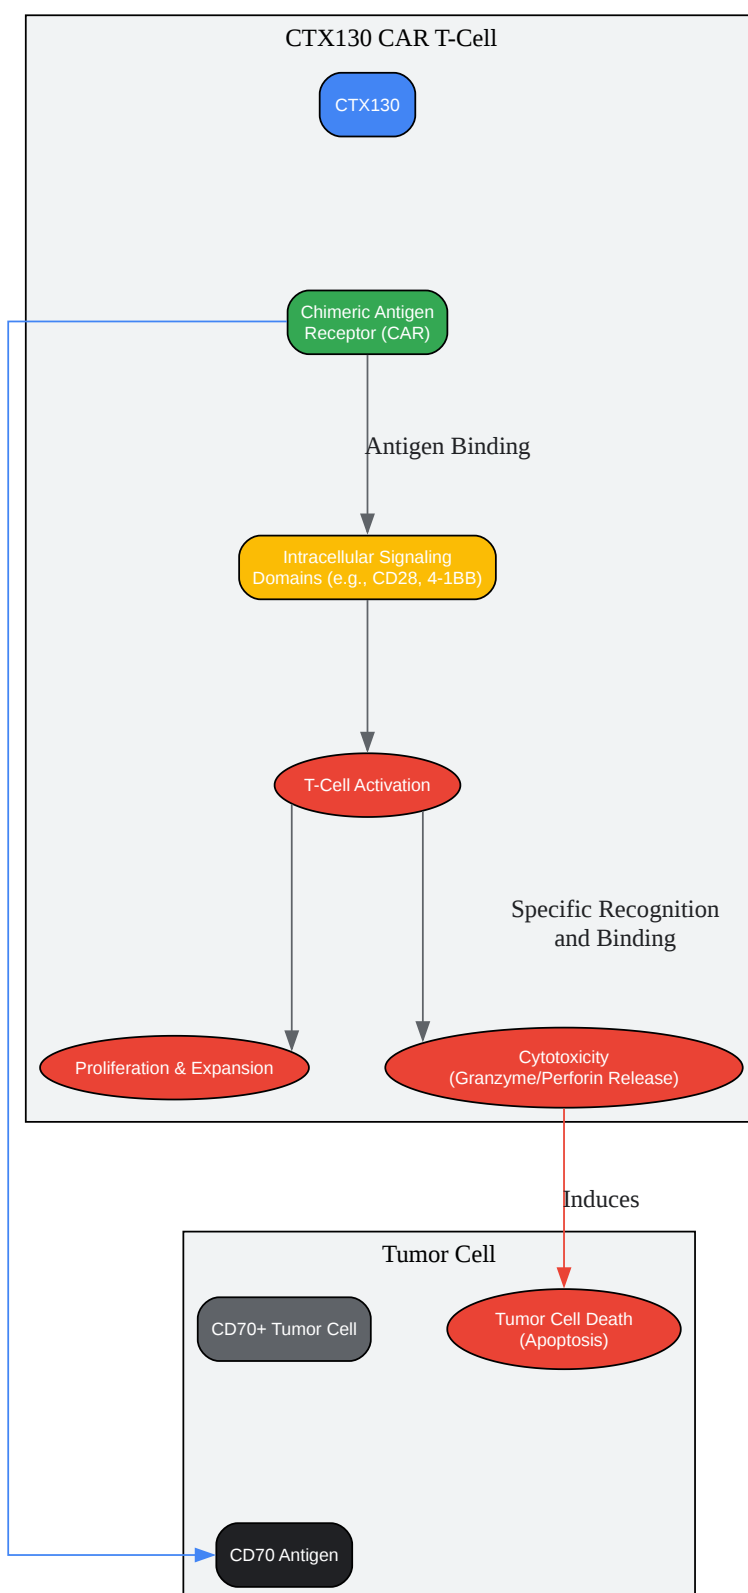 CTX130 CAR T-Cell
CTX130
Chimeric Antigen
Receptor (CAR)
Antigen Binding
Intracellular Signaling
Domains (e.g., CD28, 4-1BB)
T-Cell Activation
Specific Recognition
and Binding
Proliferation & Expansion
Cytotoxicity
(Granzyme/Perforin Release)
Induces
Tumor Cell
CD70+ Tumor Cell
Tumor Cell Death
(Apoptosis)
CD70 Antigen